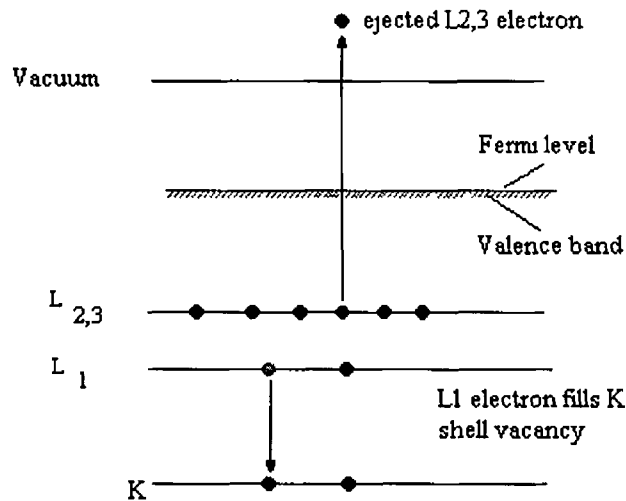 ejected L2,3 electron
Vacuum
Fermi level
Valence band
L 2,3
L 1
L1 electron fills K
shell vacancy
K